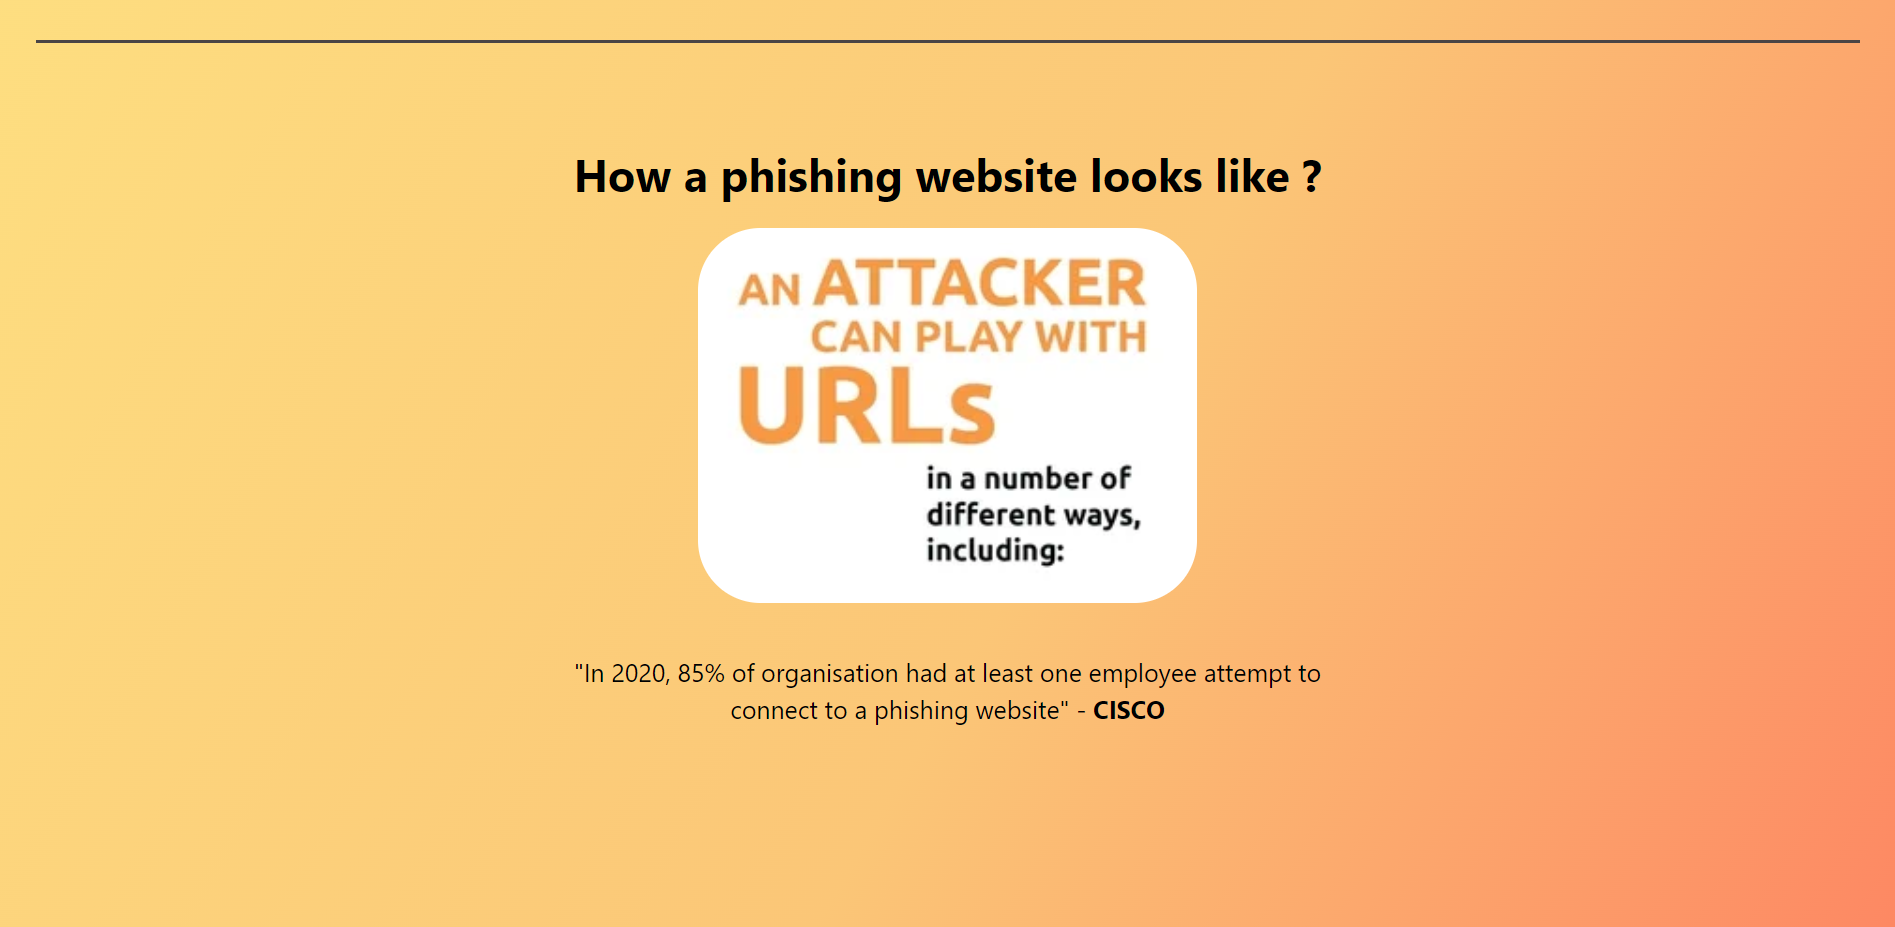 How a phishing website looks like ?
AN ATTACKER
CAN PLAY WITH
URLs
in a number of
different ways,
including:
"In 2020, 85% of organisation had at least one employee attempt to
connect to a phishing website" - CISCO